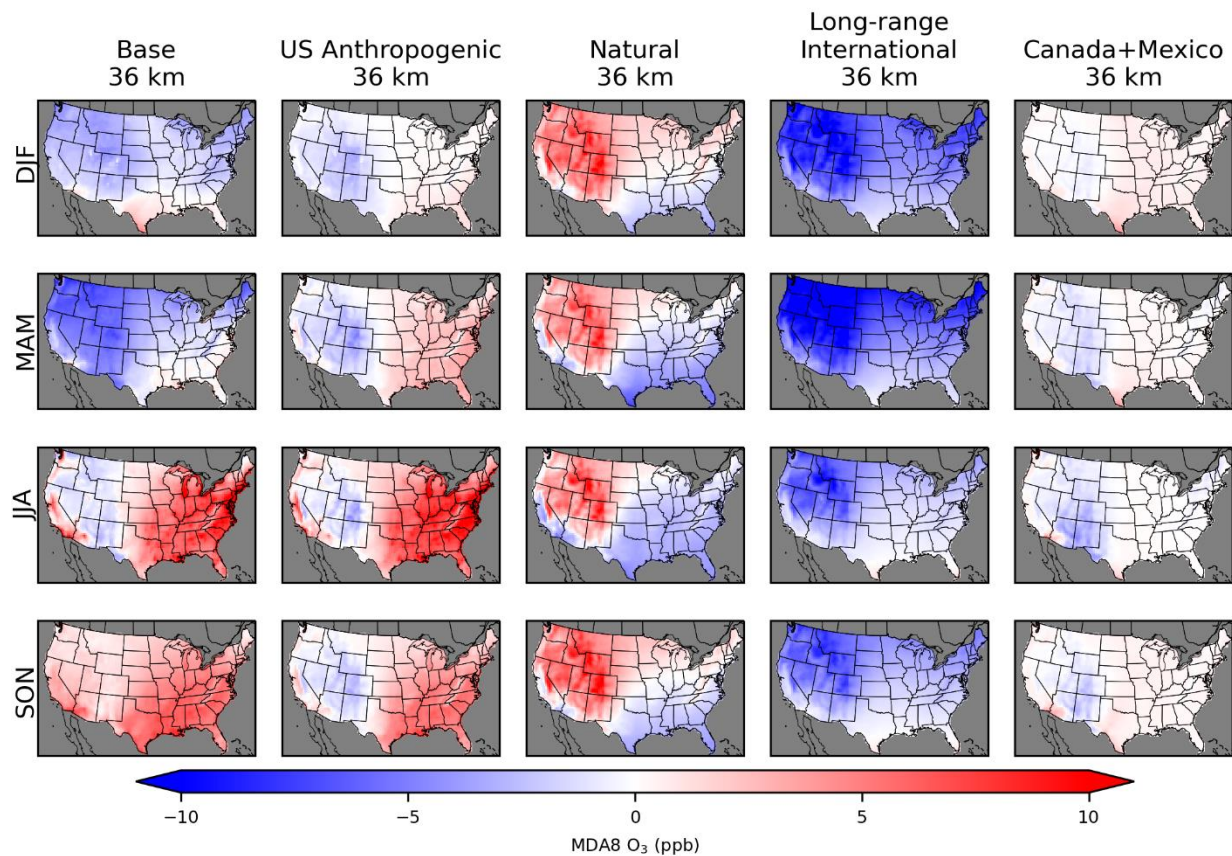 Base
36 km
US Anthropogenic
36 km
Natural
36 km
Long-range
International
36 km
Canada+Mexico
36 km
DJF
MAM
JJA
SON
−10
−5
0
5
10
MDA8 O₃ (ppb)